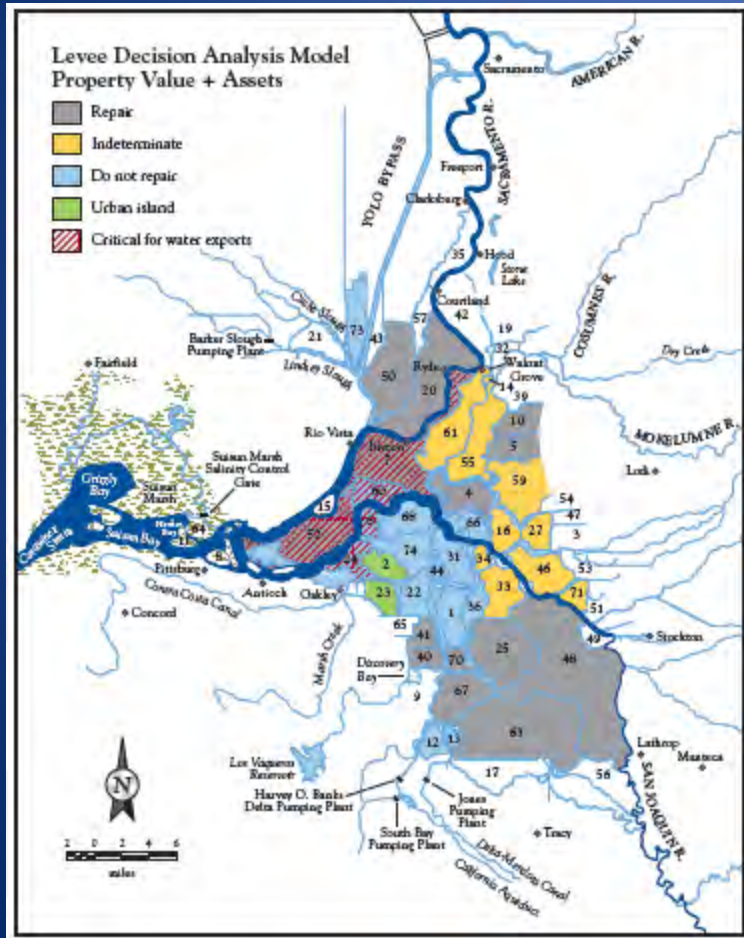 Levee Decision Analysis Model
Property Value + Assets
Repair
Indeterminate
Do not repair
Urban island
Critical for water exports
Sacramento
AMERICAN R.
SACRAMENTO R.
YOLO BYPASS
Freeport
Clarksburg
35
Hood
Stone
Lake
Courtland
42
57
Cache Slough
73
43
21
Barker Slough
Pumping Plant
Lindsey Slough
19
32
Walnut
Grove
14
39
COSUMNES R.
Dry Creek
MOKELUMNE R.
Fairfield
50
Ryde
20
10
5
61
55
59
Lodi
Rio Vista
Suisun Marsh
Salinity Control
Gate
Suisun
Marsh
Grizzly
Bay
Suisun Bay
64
15
4
54
47
3
68
66
16
27
74
31
34
46
53
2
44
33
71
51
23
22
1
36
49
Stockton
Pittsburg
Antioch
Oakley
Contra Costa Canal
Concord
Marsh Creek
65
41
40
70
25
48
Discovery
Bay
9
67
63
12
13
Los Vaqueros
Reservoir
Harvey O. Banks
Delta Pumping Plant
South Bay
Pumping Plant
Jones
Pumping
Plant
17
56
Lathrop
Manteca
SAN JOAQUIN R.
Tracy
Delta-Mendota Canal
California Aqueduct
N
2 0 2 4 6
miles